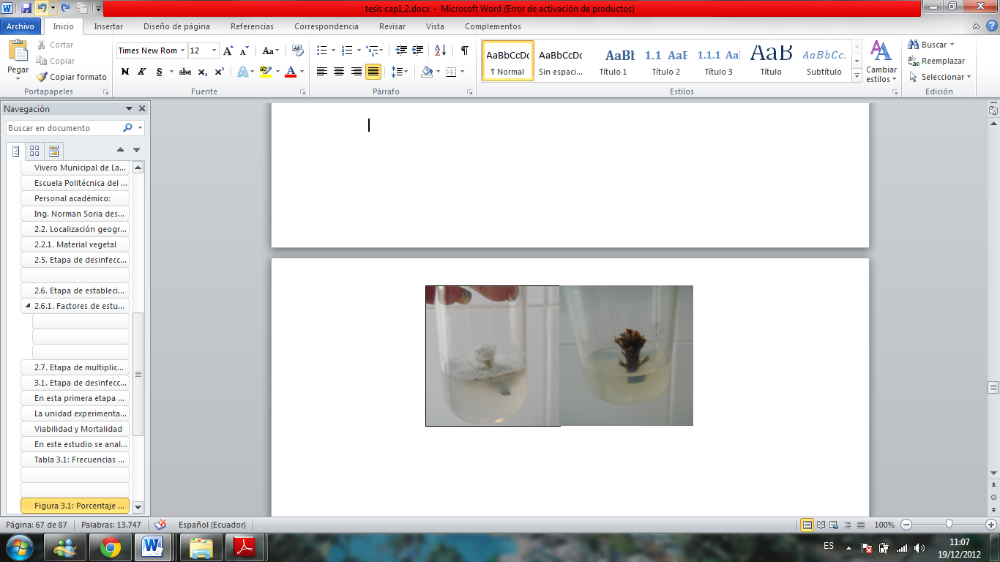 tesis cap1,2.docx - Microsoft Word (Error de activación de productos)
Archivo Inicio Insertar Diseño de página Referencias Correspondencia Revisar Vista Complementos
Pegar
Cortar
Copiar
Copiar formato
Portapapeles
Times New Rom 12
N K S abc x₂ x²
Fuente
Párrafo
AaBbCcDc AaBbCcDc AaBb 1.1 AaB 1.1.1 Aa AaB AaBbCc.
¶ Normal Sin espaci... Título 1 Título 2 Título 3 Título Subtítulo
Estilos
Cambiar estilos
Buscar
Reemplazar
Seleccionar
Edición
Navegación
Buscar en documento
Vivero Municipal de La...
Escuela Politécnica del ...
Personal académico:
Ing. Norman Soria des...
2.2. Localización geogr...
2.2.1. Material vegetal
2.5. Etapa de desinfecc...
2.6. Etapa de estableci...
2.6.1. Factores de estu...
2.7. Etapa de multiplic...
3.1. Etapa de desinfecc...
En esta primera etapa ...
La unidad experimenta...
Viabilidad y Mortalidad
En este estudio se anal...
Tabla 3.1: Frecuencias ...
Figura 3.1: Porcentaje ...
Página: 67 de 87 Palabras: 13.747 Español (Ecuador) 100%
ES 11:07
19/12/2012